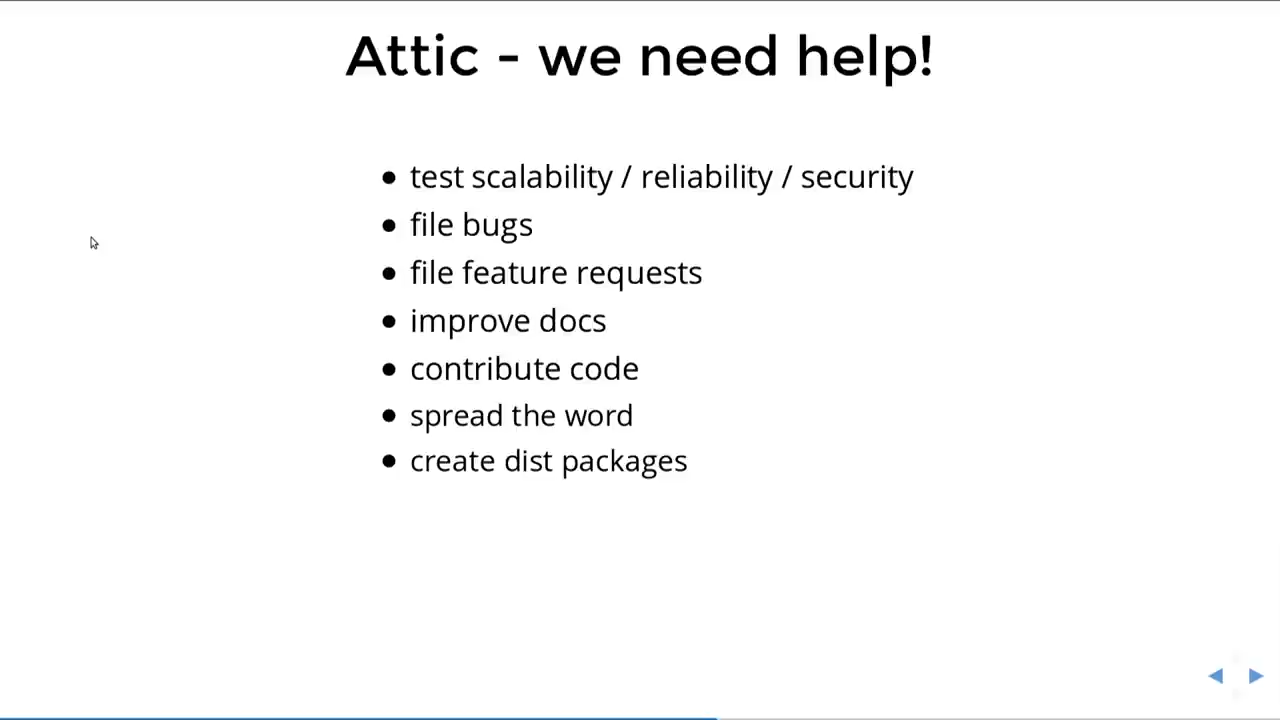 Attic - we need help!
test scalability / reliability / security
file bugs
file feature requests
improve docs
contribute code
spread the word
create dist packages